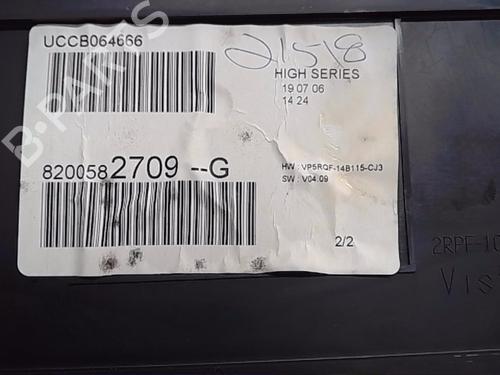 UCCB064666
21518
HIGH SERIES
19 07 06
14 24
8200582709 --G
HW : VP5RQF-14B115-CJ3
SW : V04.09
2/2
2RPF-10
Vis
B-PARTS